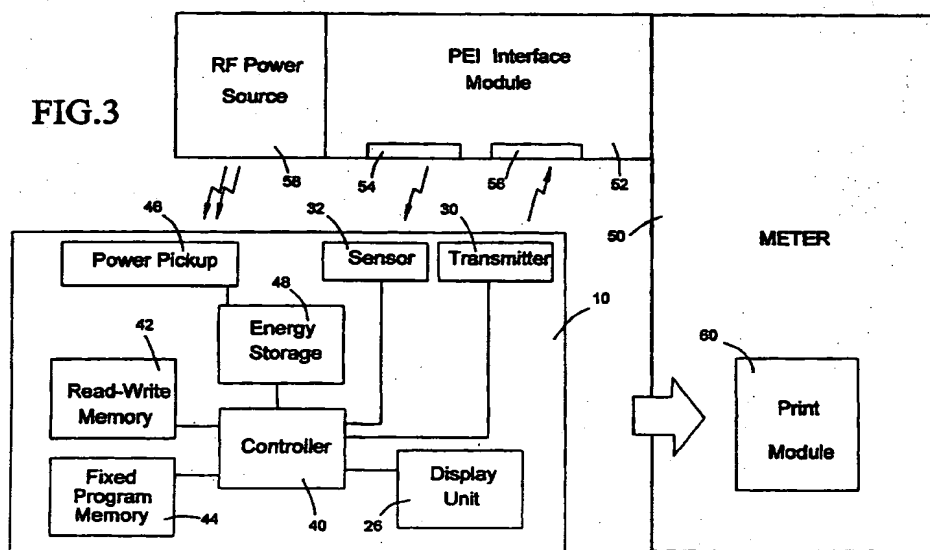 FIG.3
RF Power
Source
58
PEI Interface
Module
54
56
52
46
Power Pickup
32
Sensor
30
Transmitter
50
METER
10
48
Energy
Storage
42
Read-Write
Memory
Controller
40
Fixed
Program
Memory
44
Display
Unit
26
60
Print
Module